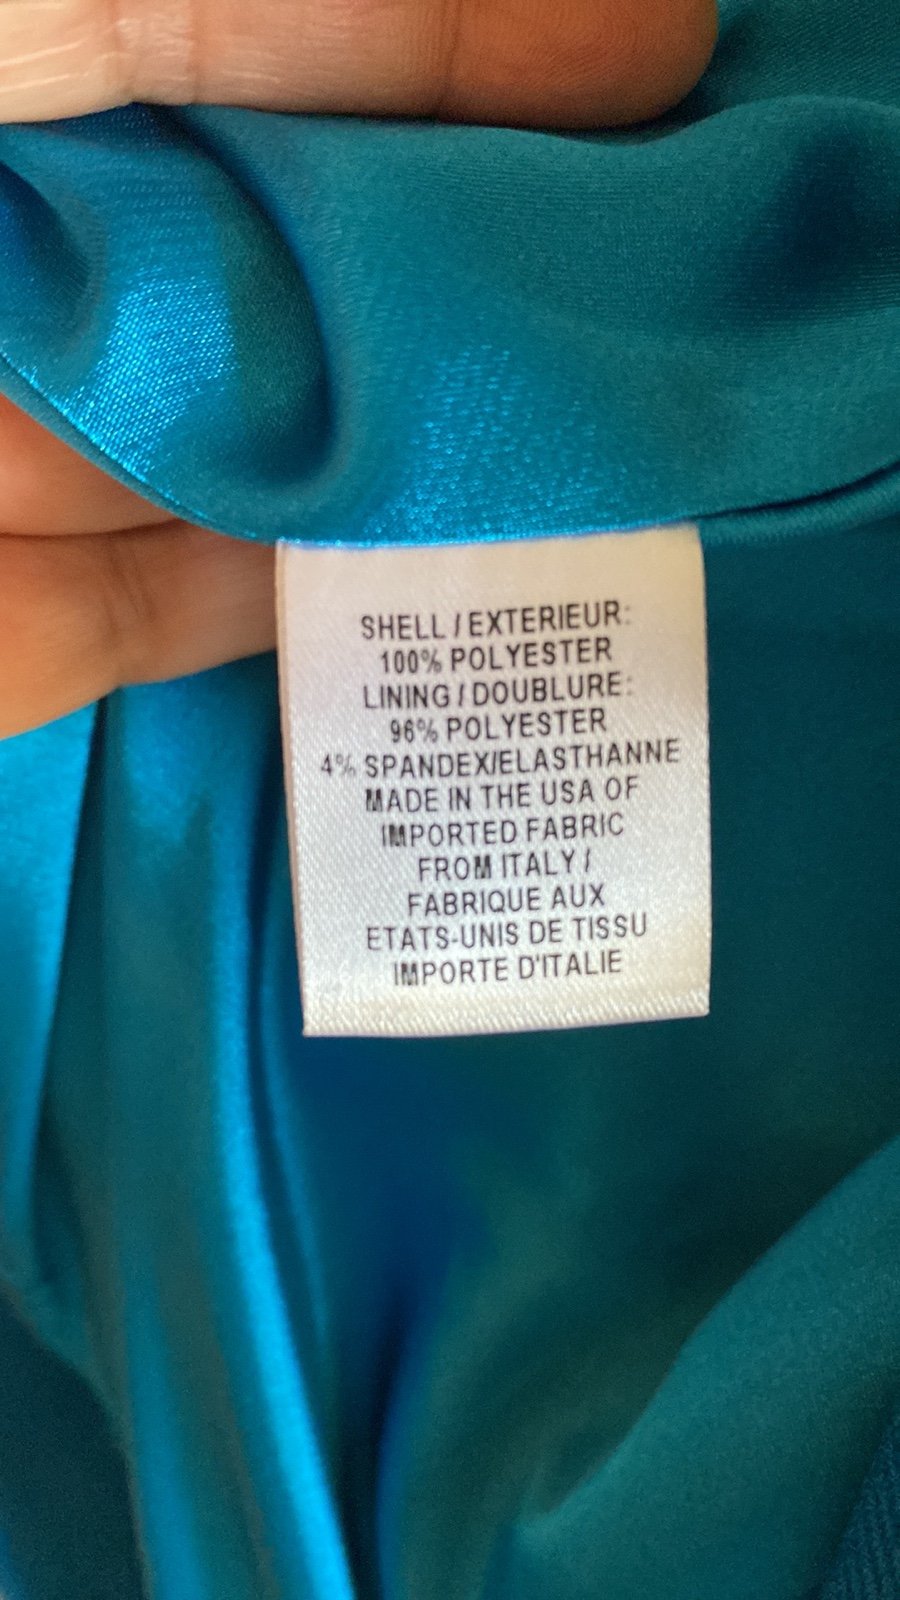 SHELL / EXTERIEUR:
100% POLYESTER
LINING / DOUBLURE:
96% POLYESTER
4% SPANDEX/ELASTHANNE
MADE IN THE USA OF
IMPORTED FABRIC
FROM ITALY /
FABRIQUE AUX
ETATS-UNIS DE TISSU
IMPORTE D'ITALIE